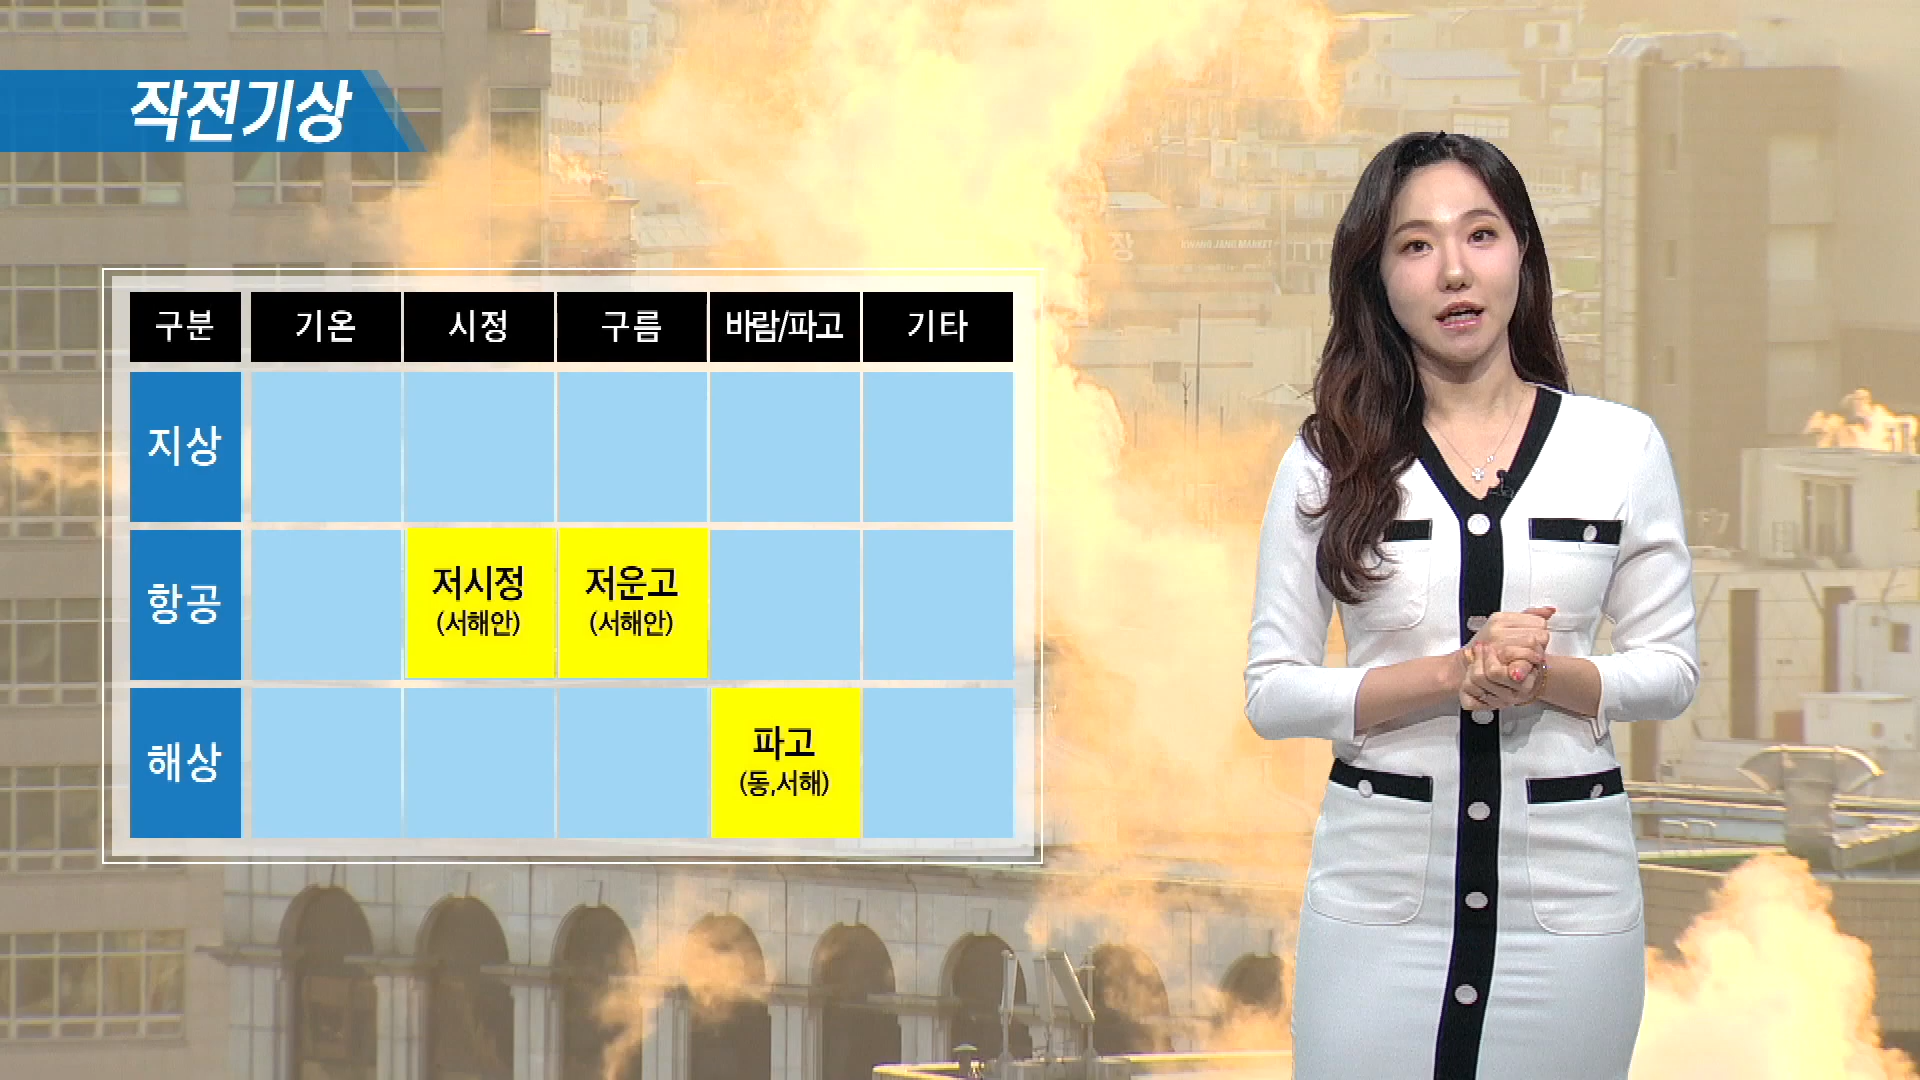 작전기상
구분 기온 시정 구름 바람/파고 기타
지상
항공 저시정 저운고
(서해안) (서해안)
해상 파고
(동,서해)